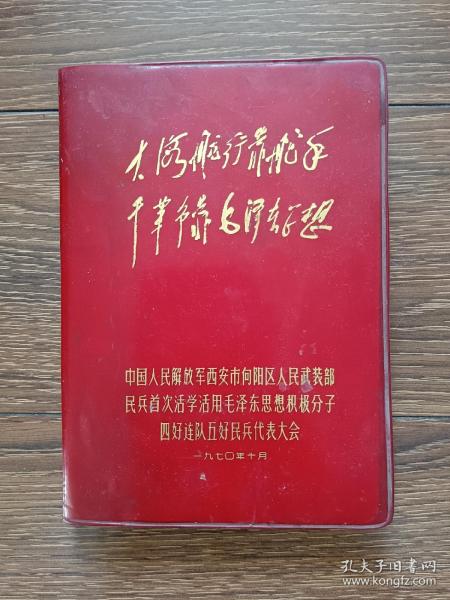 大海航行靠舵手
干革命靠毛泽东思想
中国人民解放军西安市向阳区人民武装部
民兵首次活学活用毛泽东思想积极分子
四好连队五好民兵代表大会
一九七〇年十月
孔夫子旧书网
www.kongfz.com